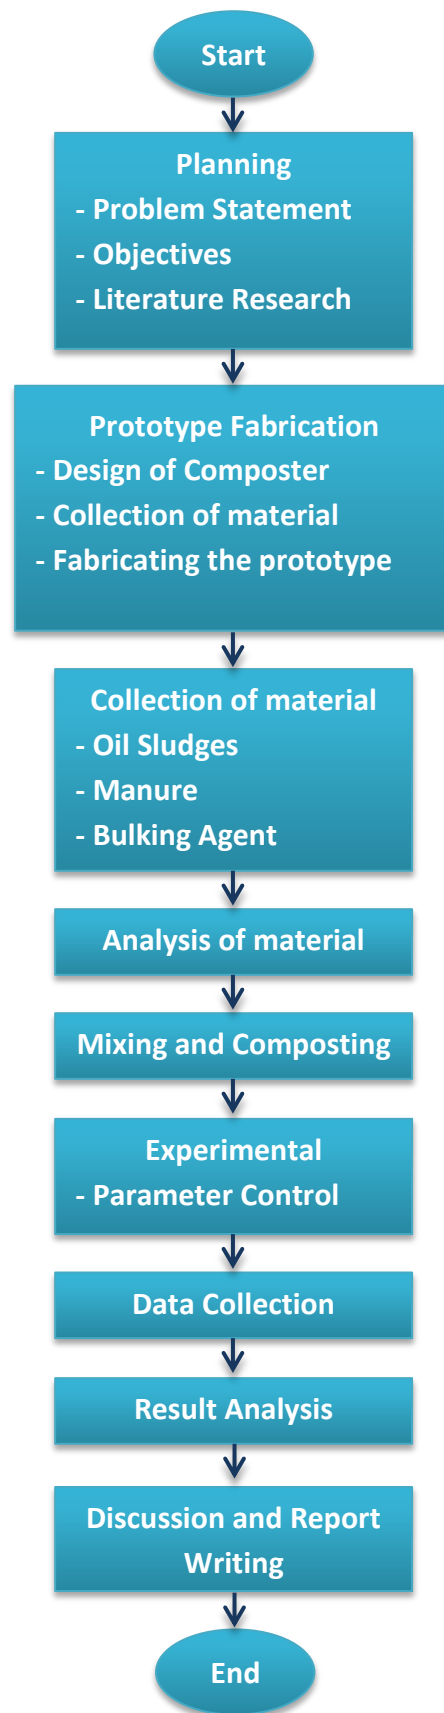 Start
Planning
- Problem Statement
- Objectives
- Literature Research
Prototype Fabrication
- Design of Composter
- Collection of material
- Fabricating the prototype
Collection of material
- Oil Sludges
- Manure
- Bulking Agent
Analysis of material
Mixing and Composting
Experimental
- Parameter Control
Data Collection
Result Analysis
Discussion and Report
Writing
End